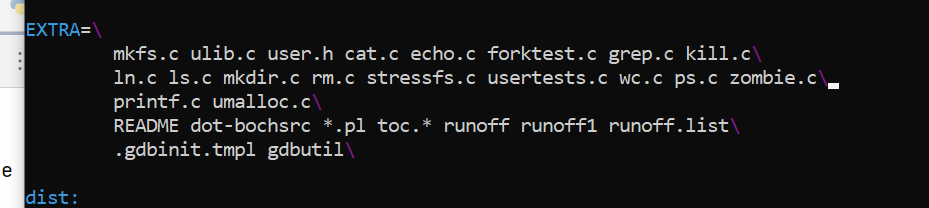 EXTRA=\
mkfs.c ulib.c user.h cat.c echo.c forktest.c grep.c kill.c\
ln.c ls.c mkdir.c rm.c stressfs.c usertests.c wc.c ps.c zombie.c\
printf.c umalloc.c\
README dot-bochsrc *.pl toc.* runoff runoff1 runoff.list\
.gdbinit.tmpl gdbutil\
e
dist: